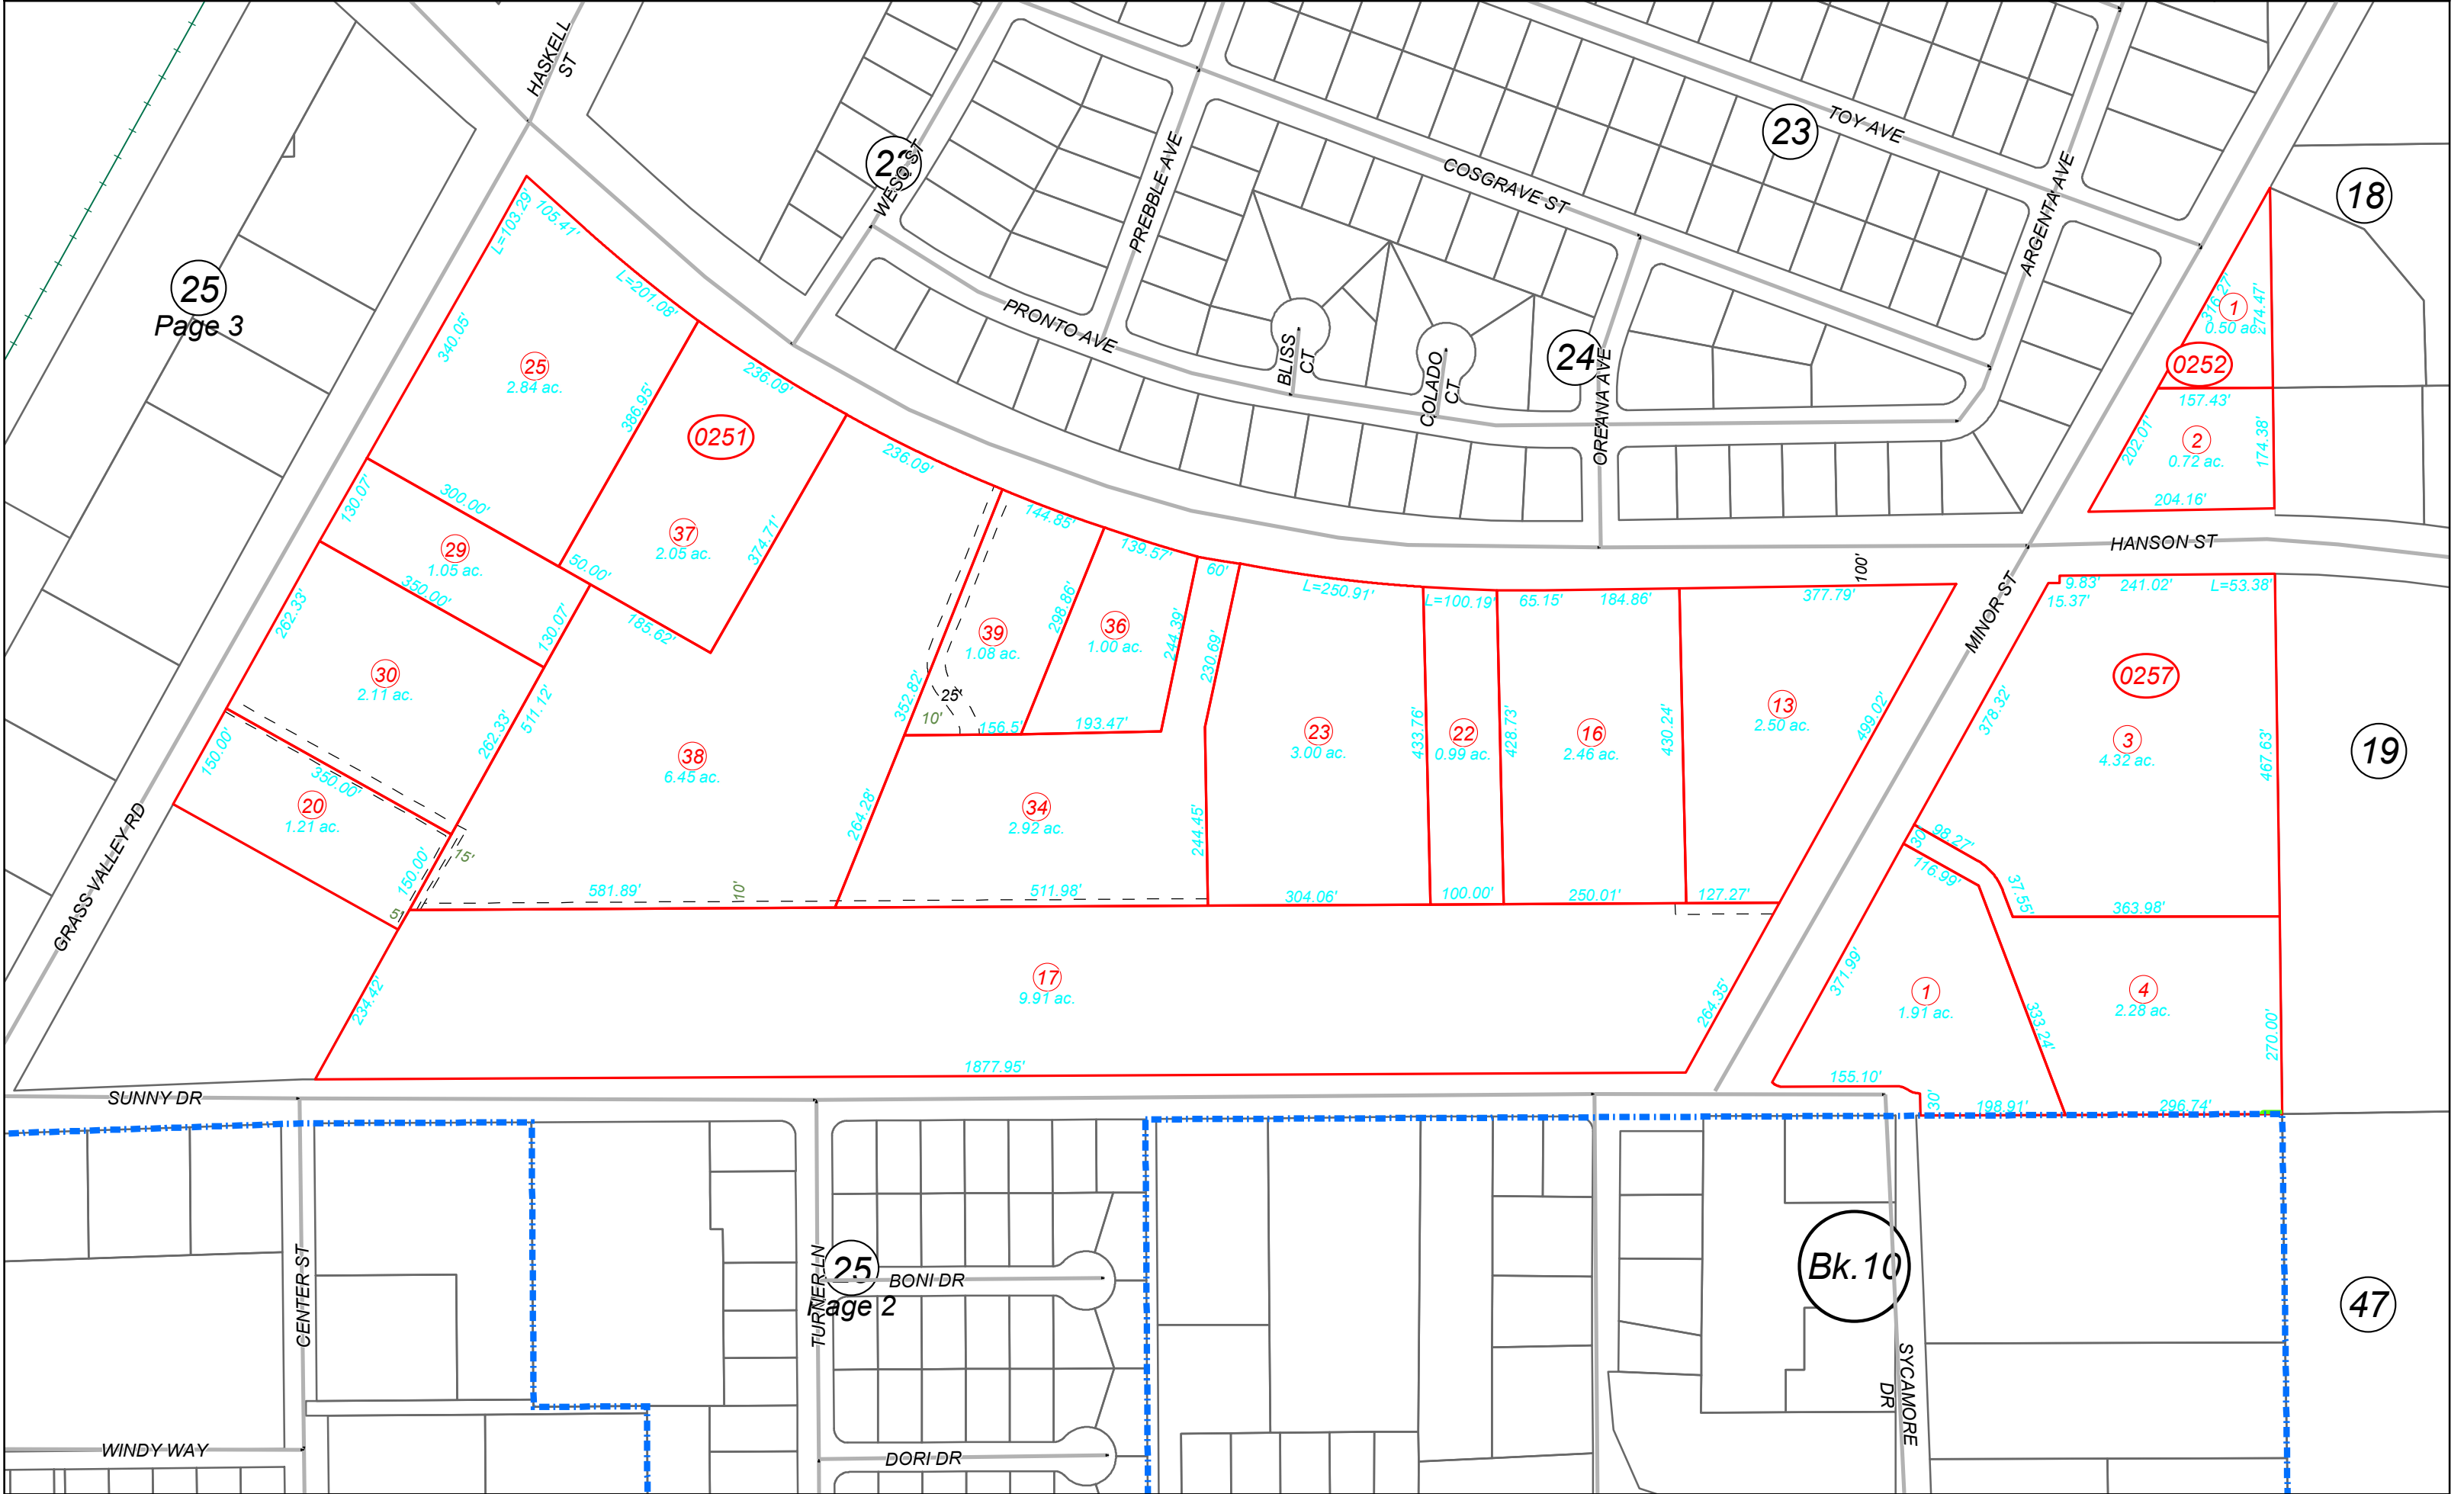 HASKELL
ST
WESO ST
PREBBLE AVE
COSGRAVE ST
TOY AVE
ARGENTA AVE
23
18
25
Page 3
PRONTO AVE
BLISS
CT
COLADO
CT
24
OREANA AVE
L=103.29'
105.41'
L=201.08'
340.05'
25
2.84 ac.
386.95'
236.09'
0251
236.09'
130.07'
300.00'
37
2.05 ac.
374.71'
29
1.05 ac.
50.00'
350.00'
130.07'
185.62'
262.33'
30
2.11 ac.
262.33'
511.12'
150.00'
350.00'
20
1.21 ac.
150.00'
15'
5'
GRASS VALLEY RD
234.42'
38
6.45 ac.
581.89'
10'
264.28'
352.82'
144.85'
39
1.08 ac.
298.86'
25'
10'
156.5'
139.57'
36
1.00 ac.
244.39'
193.47'
60'
230.69'
34
2.92 ac.
244.45'
511.98'
L=250.91'
23
3.00 ac.
433.76'
304.06'
L=100.19'
22
0.99 ac.
428.73'
100.00'
65.15'
184.86'
16
2.46 ac.
430.24'
250.01'
377.79'
13
2.50 ac.
499.02'
127.27'
100'
17
9.91 ac.
264.35'
1877.95'
316.27'
1
0.50 ac.
274.47'
0252
157.43'
2
0.72 ac.
202.01'
174.38'
204.16'
HANSON ST
MINOR ST
9.83'
15.37'
241.02'
L=53.38'
0257
378.32'
3
4.32 ac.
467.63'
19
30'
98.27'
116.99'
37.55'
363.98'
371.99'
1
1.91 ac.
333.24'
4
2.28 ac.
270.00'
155.10'
30'
198.91'
296.74'
SUNNY DR
CENTER ST
TURNER LN
25
Page 2
BONI DR
DORI DR
WINDY WAY
Bk.10
SYCAMORE
DR
47